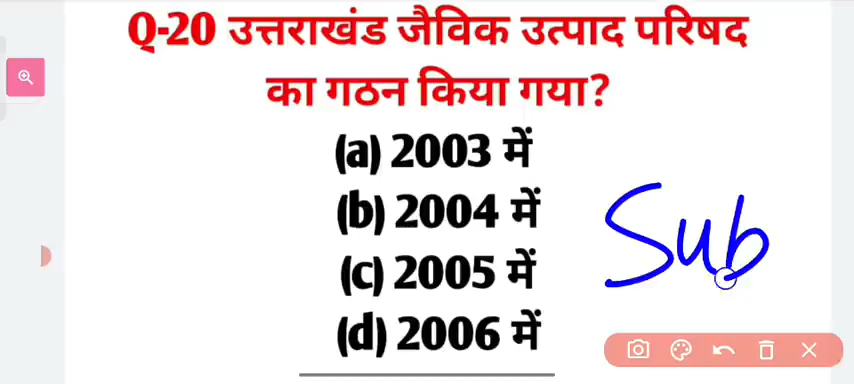 Q-20 उत्तराखंड जैविक उत्पाद परिषद
का गठन किया गया?
(a) 2003 में
(b) 2004 में
(c) 2005 में
(d) 2006 में
Sub